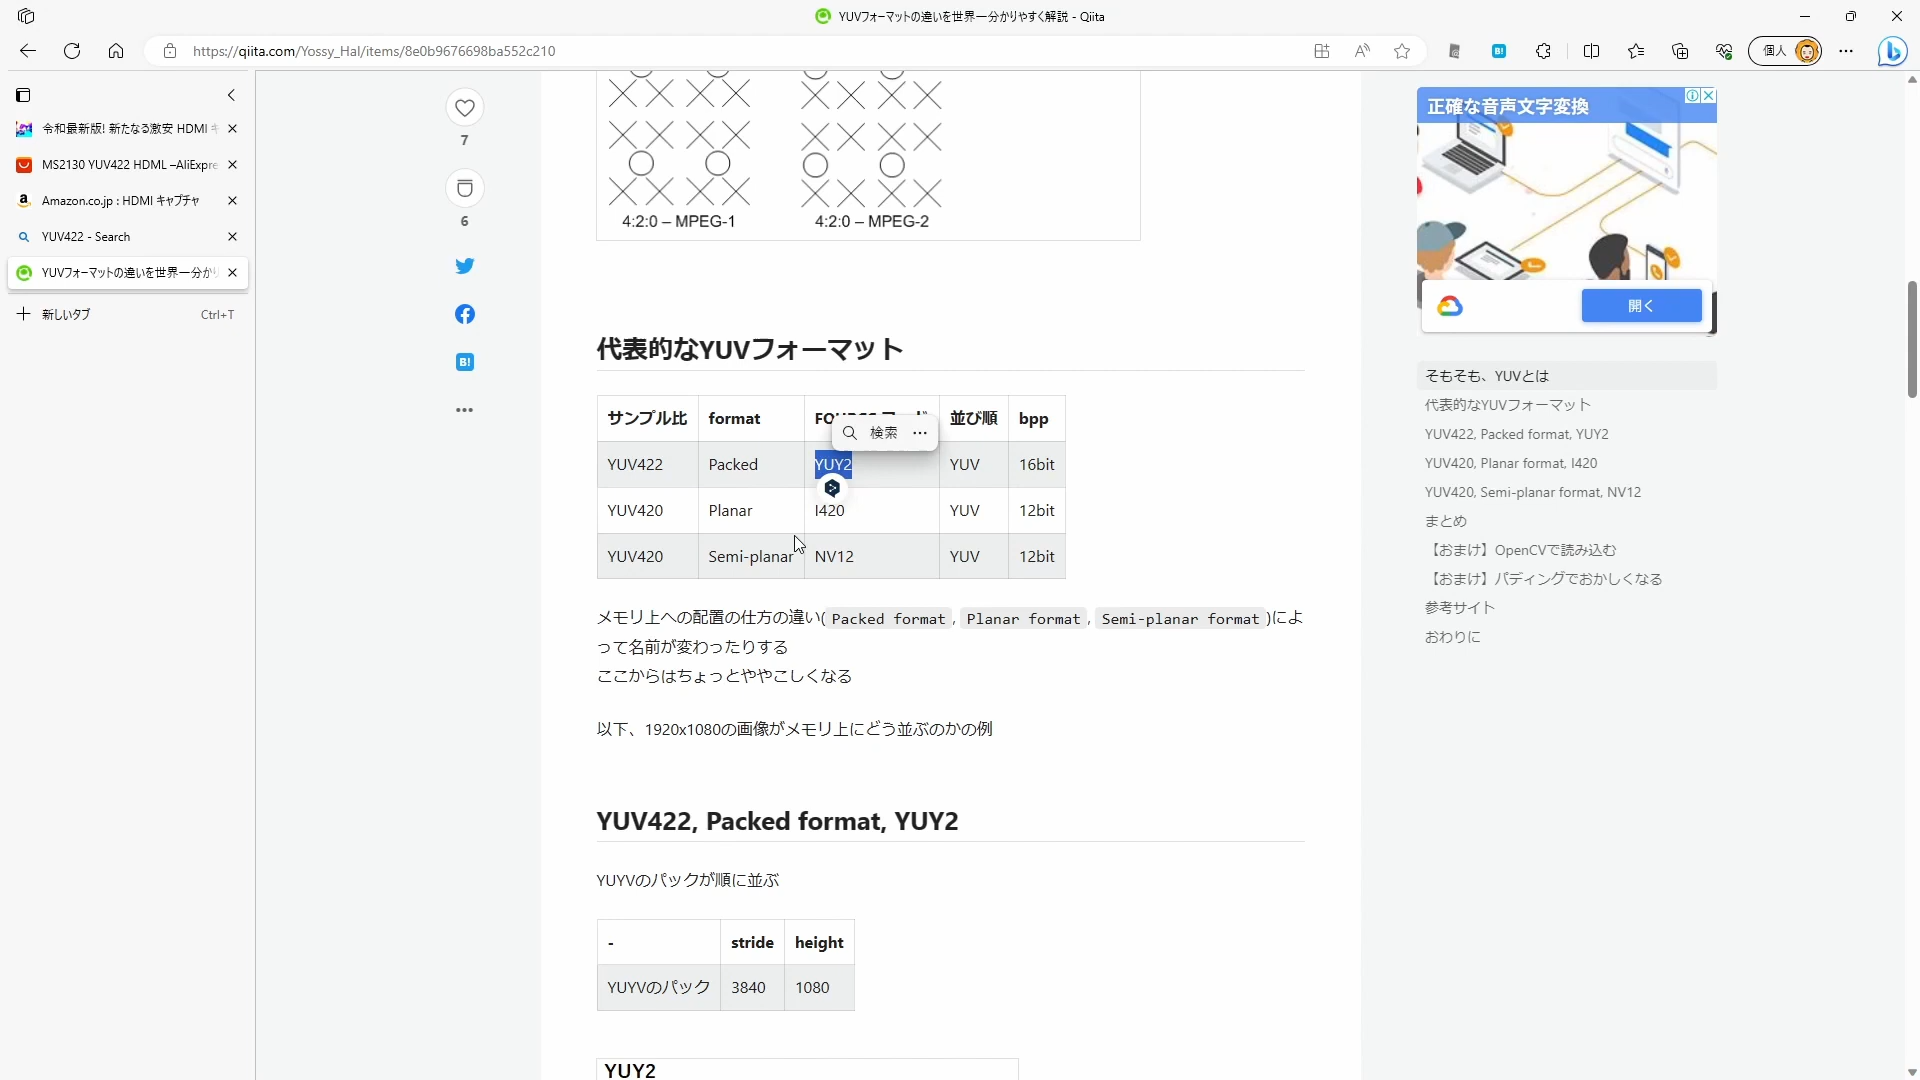 YUVフォーマットの違いを世界一分かりやすく解説 - Qiita
https://qiita.com/Yossy_Hal/items/8e0b9676698ba552c210
個人
令和最新版! 新たなる激安 HDMI
MS2130 YUV422 HDML –AliExpre
Amazon.co.jp : HDMI キャプチャ
YUV422 - Search
YUVフォーマットの違いを世界一分か
新しいタブ Ctrl+T
7
6
B!
4:2:0 – MPEG-1 4:2:0 – MPEG-2
代表的なYUVフォーマット
サンプル比 format 並び順 bpp
検索
YUV422 Packed YUY2 YUV 16bit
YUV420 Planar I420 YUV 12bit
YUV420 Semi-planar NV12 YUV 12bit
メモリ上への配置の仕方の違い( Packed format , Planar format , Semi-planar format )によ
って名前が変わったりする
ここからはちょっとややこしくなる
以下、1920x1080の画像がメモリ上にどう並ぶのかの例
YUV422, Packed format, YUY2
YUYVのパックが順に並ぶ
- stride height
YUYVのパック 3840 1080
YUY2
正確な音声文字変換
開く
そもそも、YUVとは
代表的なYUVフォーマット
YUV422, Packed format, YUY2
YUV420, Planar format, I420
YUV420, Semi-planar format, NV12
まとめ
【おまけ】OpenCVで読み込む
【おまけ】パディングでおかしくなる
参考サイト
おわりに